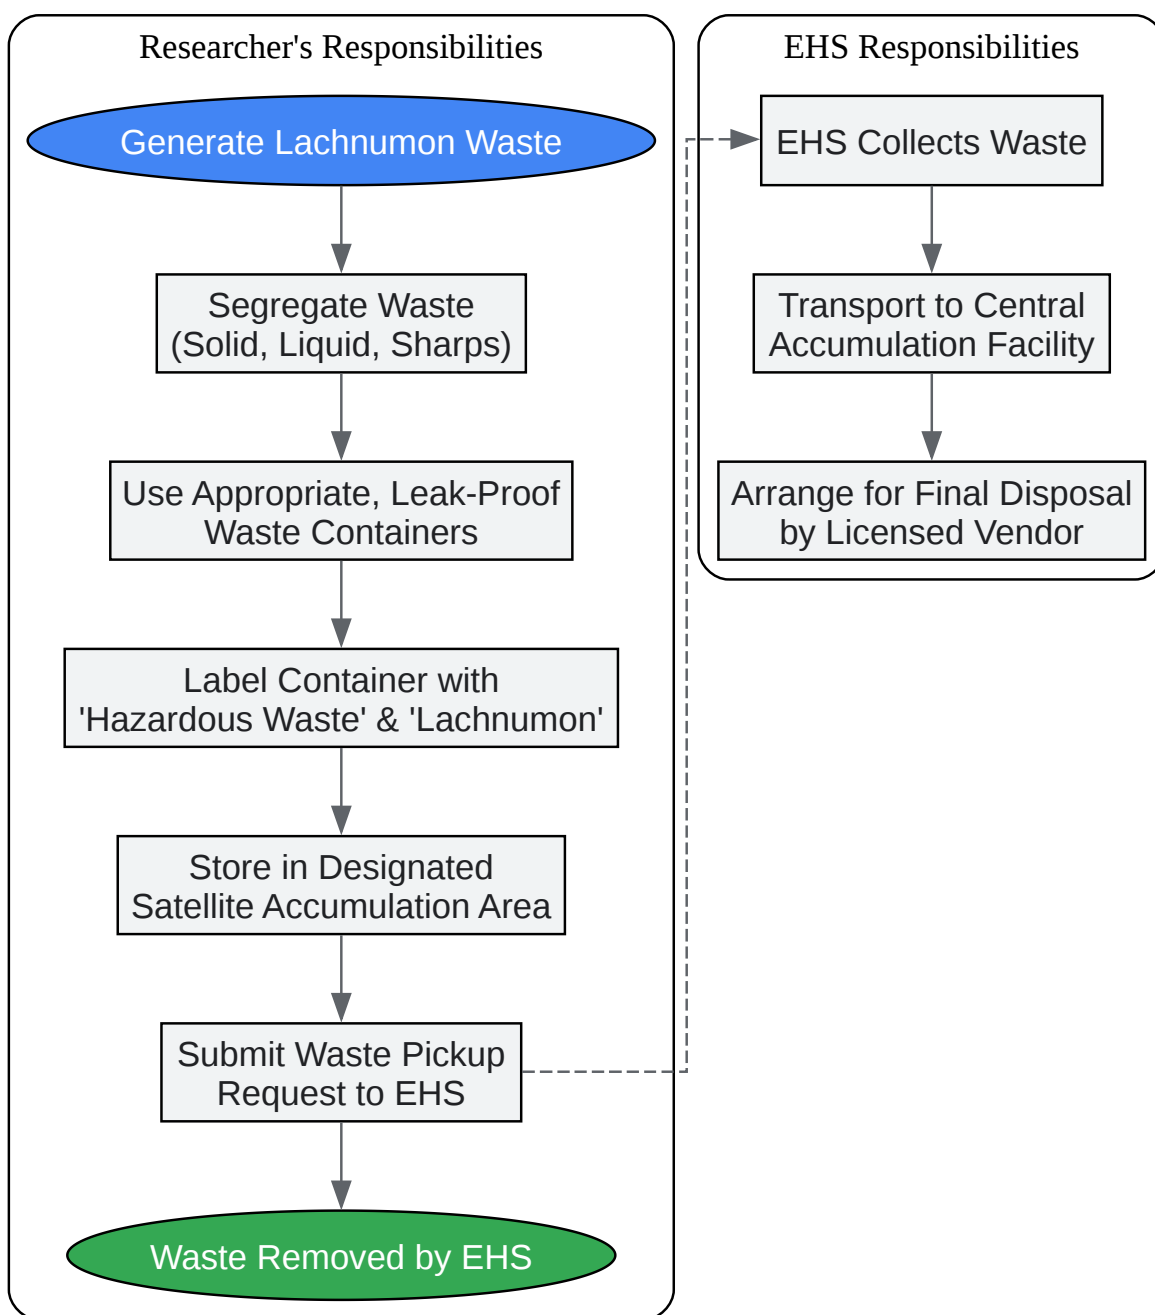 Researcher's Responsibilities
Generate Lachnumon Waste
Segregate Waste
(Solid, Liquid, Sharps)
Use Appropriate, Leak-Proof
Waste Containers
Label Container with
'Hazardous Waste' & 'Lachnumon'
Store in Designated
Satellite Accumulation Area
Submit Waste Pickup
Request to EHS
Waste Removed by EHS
EHS Responsibilities
EHS Collects Waste
Transport to Central
Accumulation Facility
Arrange for Final Disposal
by Licensed Vendor